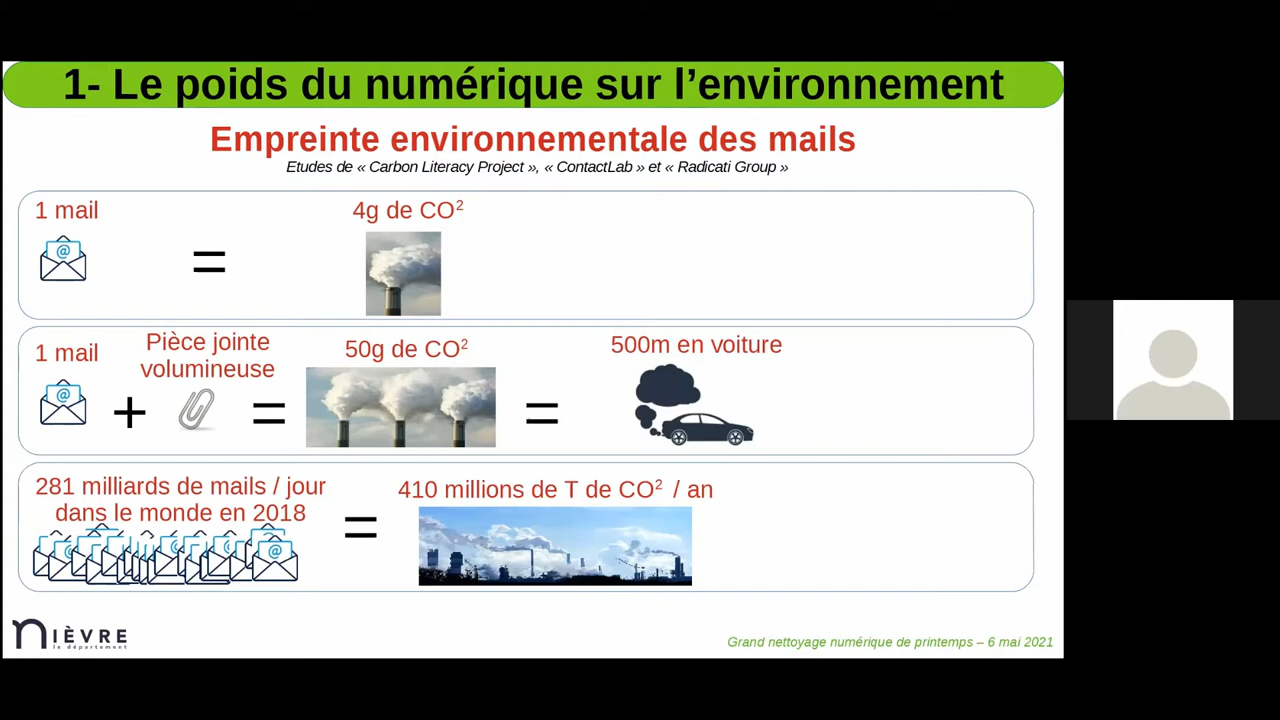 1- Le poids du numérique sur l’environnement
Empreinte environnementale des mails
Etudes de « Carbon Literacy Project », « ContactLab » et « Radicati Group »
1 mail
4g de CO²
@
=
1 mail
Pièce jointe
volumineuse
50g de CO²
500m en voiture
@
+
=
=
281 milliards de mails / jour
dans le monde en 2018
410 millions de T de CO² / an
=
@
@
@
@
@
NIÈVRE
le département
Grand nettoyage numérique de printemps – 6 mai 2021